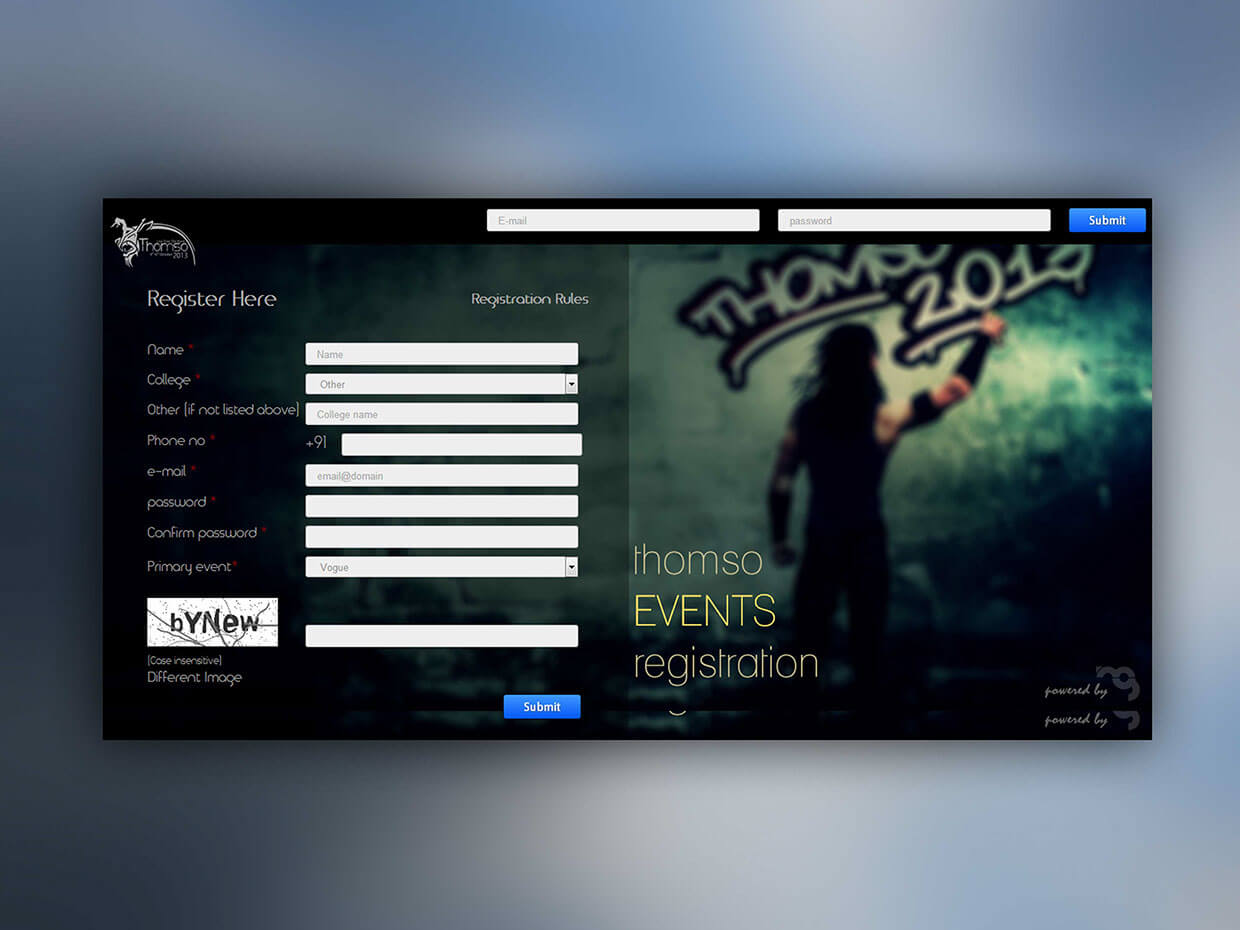 E-mail
password
Submit
Thomso
2013
Register Here
Registration Rules
THOMSO
2013
Name *
Name
College *
Other
Other (if not listed above)
College name
Phone no *
+91
e-mail *
email@domain
password *
Confirm password *
Primary event*
Vogue
bYNew
(Case insensitive)
Different Image
Submit
thomso
EVENTS
registration
powered by
powered by